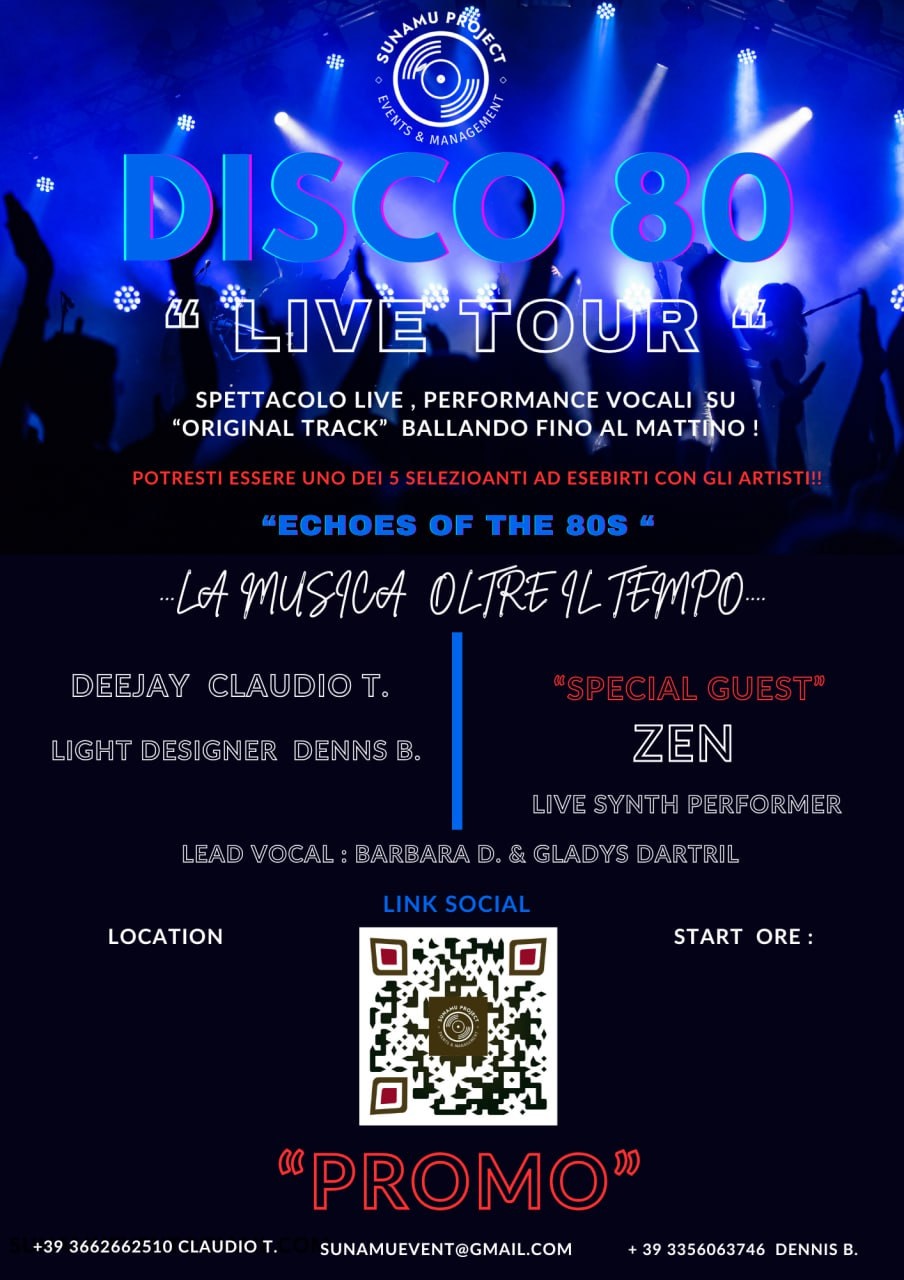 SUNAMU PROJECT
EVENTS & MANAGEMENT
DISCO 80
“ LIVE TOUR “
SPETTACOLO LIVE , PERFORMANCE VOCALI SU
“ORIGINAL TRACK” BALLANDO FINO AL MATTINO !
POTRESTI ESSERE UNO DEI 5 SELEZIOANTI AD ESEBIRTI CON GLI ARTISTI!!
“ECHOES OF THE 80S “
...LA MUSICA OLTRE IL TEMPO....
DEEJAY CLAUDIO T.
LIGHT DESIGNER DENNS B.
“SPECIAL GUEST”
ZEN
LIVE SYNTH PERFORMER
LEAD VOCAL : BARBARA D. & GLADYS DARTRIL
LINK SOCIAL
LOCATION
START ORE :
SUNAMU PROJECT
EVENTS & MANAGEMENT
“PROMO”
+39 3662662510 CLAUDIO T.
SUNAMUEVENT@GMAIL.COM
+ 39 3356063746 DENNIS B.